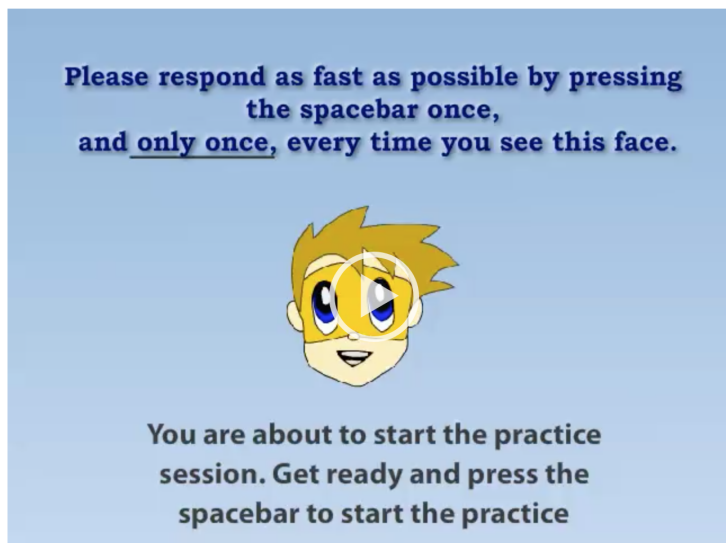 Please respond as fast as possible by pressing
the spacebar once,
and only once, every time you see this face.
You are about to start the practice
session. Get ready and press the
spacebar to start the practice